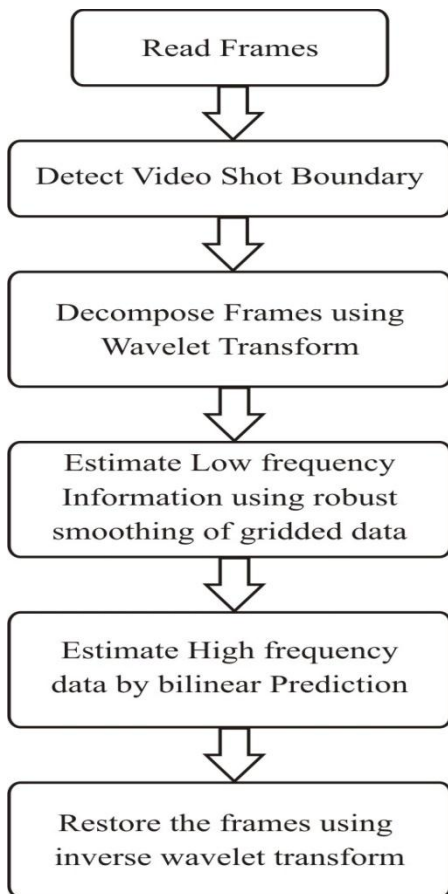 Read Frames
Detect Video Shot Boundary
Decompose Frames using
Wavelet Transform
Estimate Low frequency
Information using robust
smoothing of gridded data
Estimate High frequency
data by bilinear Prediction
Restore the frames using
inverse wavelet transform